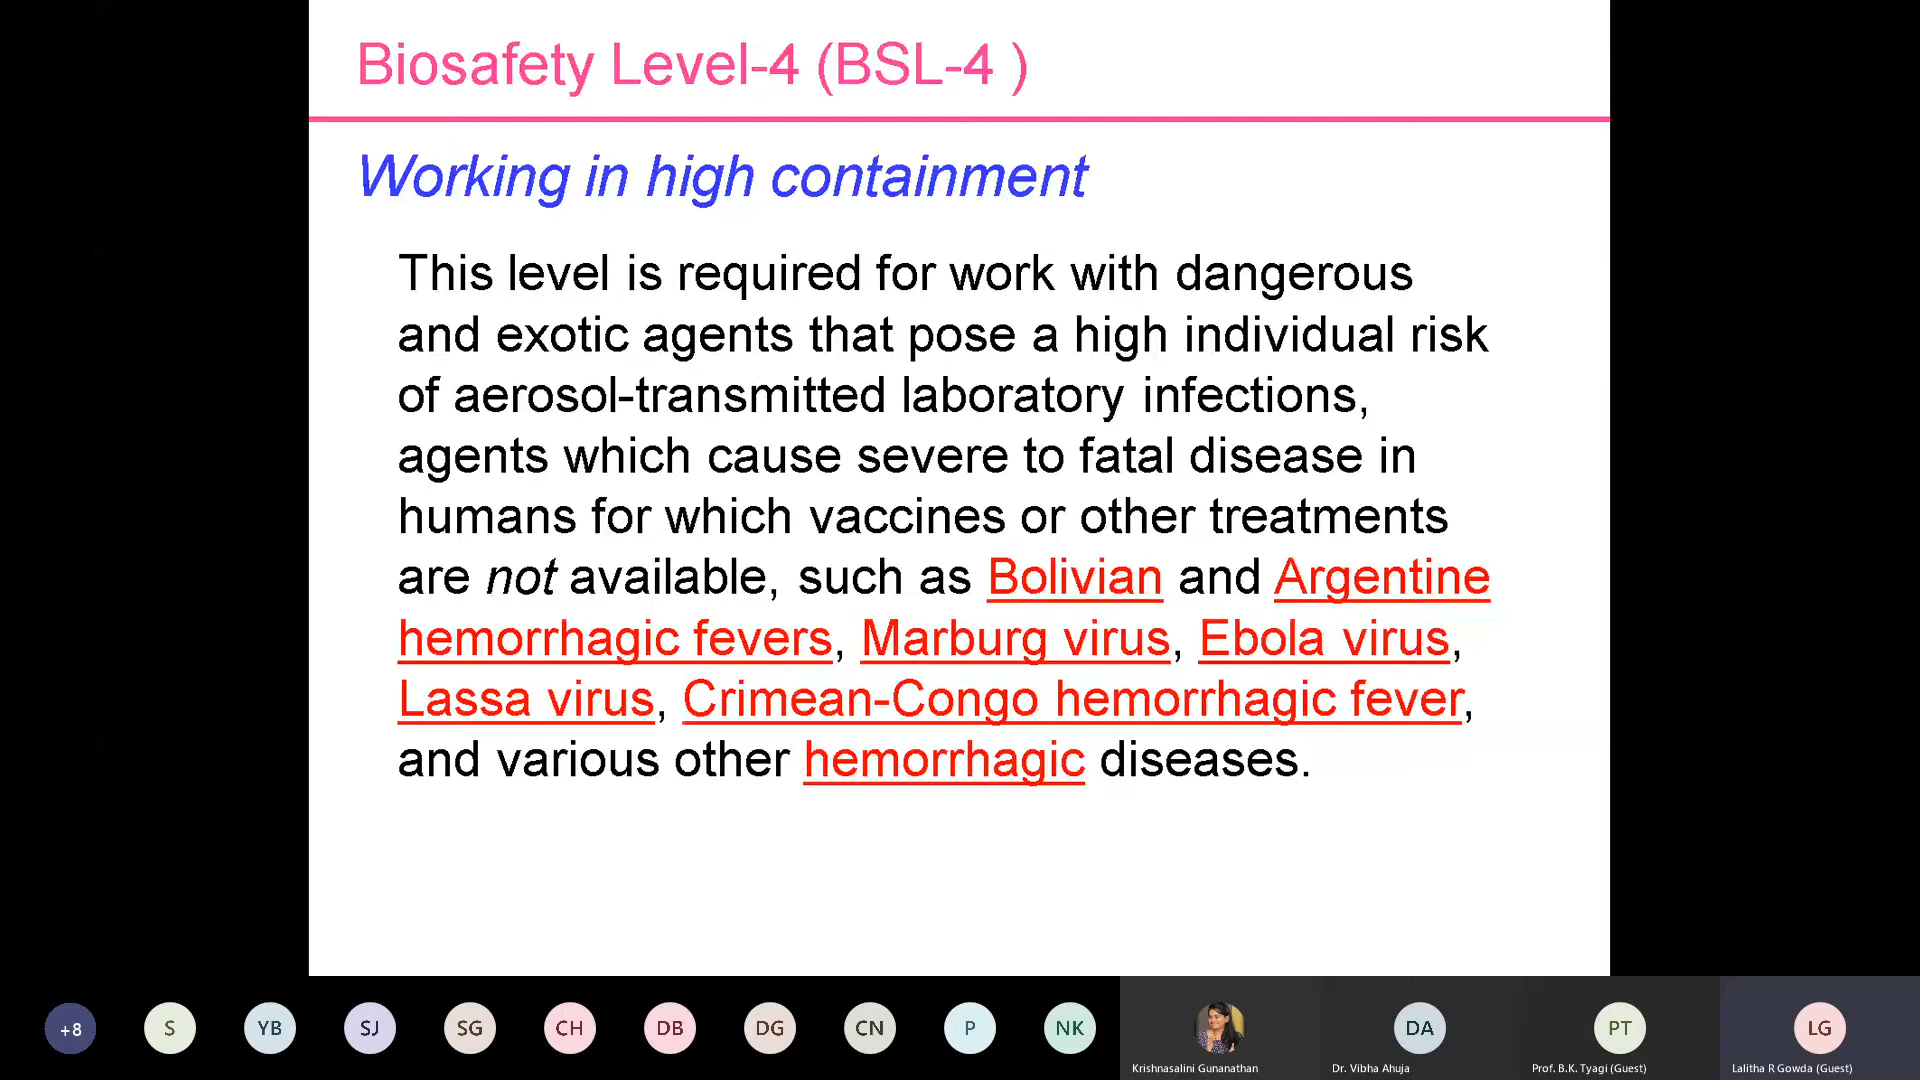 Biosafety Level-4 (BSL-4 )
Working in high containment
This level is required for work with dangerous
and exotic agents that pose a high individual risk
of aerosol-transmitted laboratory infections,
agents which cause severe to fatal disease in
humans for which vaccines or other treatments
are not available, such as Bolivian and Argentine
hemorrhagic fevers, Marburg virus, Ebola virus,
Lassa virus, Crimean-Congo hemorrhagic fever,
and various other hemorrhagic diseases.
+8 S YB SJ SG CH DB DG CN P NK DA PT LG
Krishnasalini Gunanathan Dr. Vibha Ahuja Prof. B.K. Tyagi (Guest) Lalitha R Gowda (Guest)